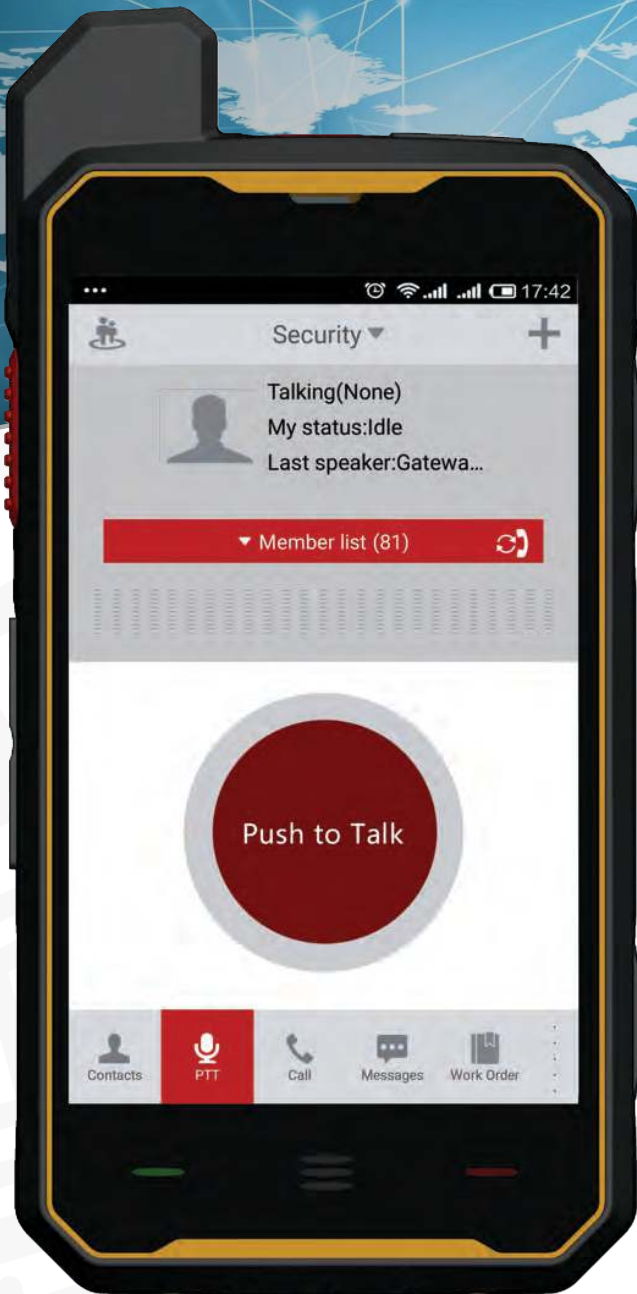 17:42
Security
Talking(None)
My status:Idle
Last speaker:Gatewa...
Member list (81)
Push to Talk
Contacts
PTT
Call
Messages
Work Order